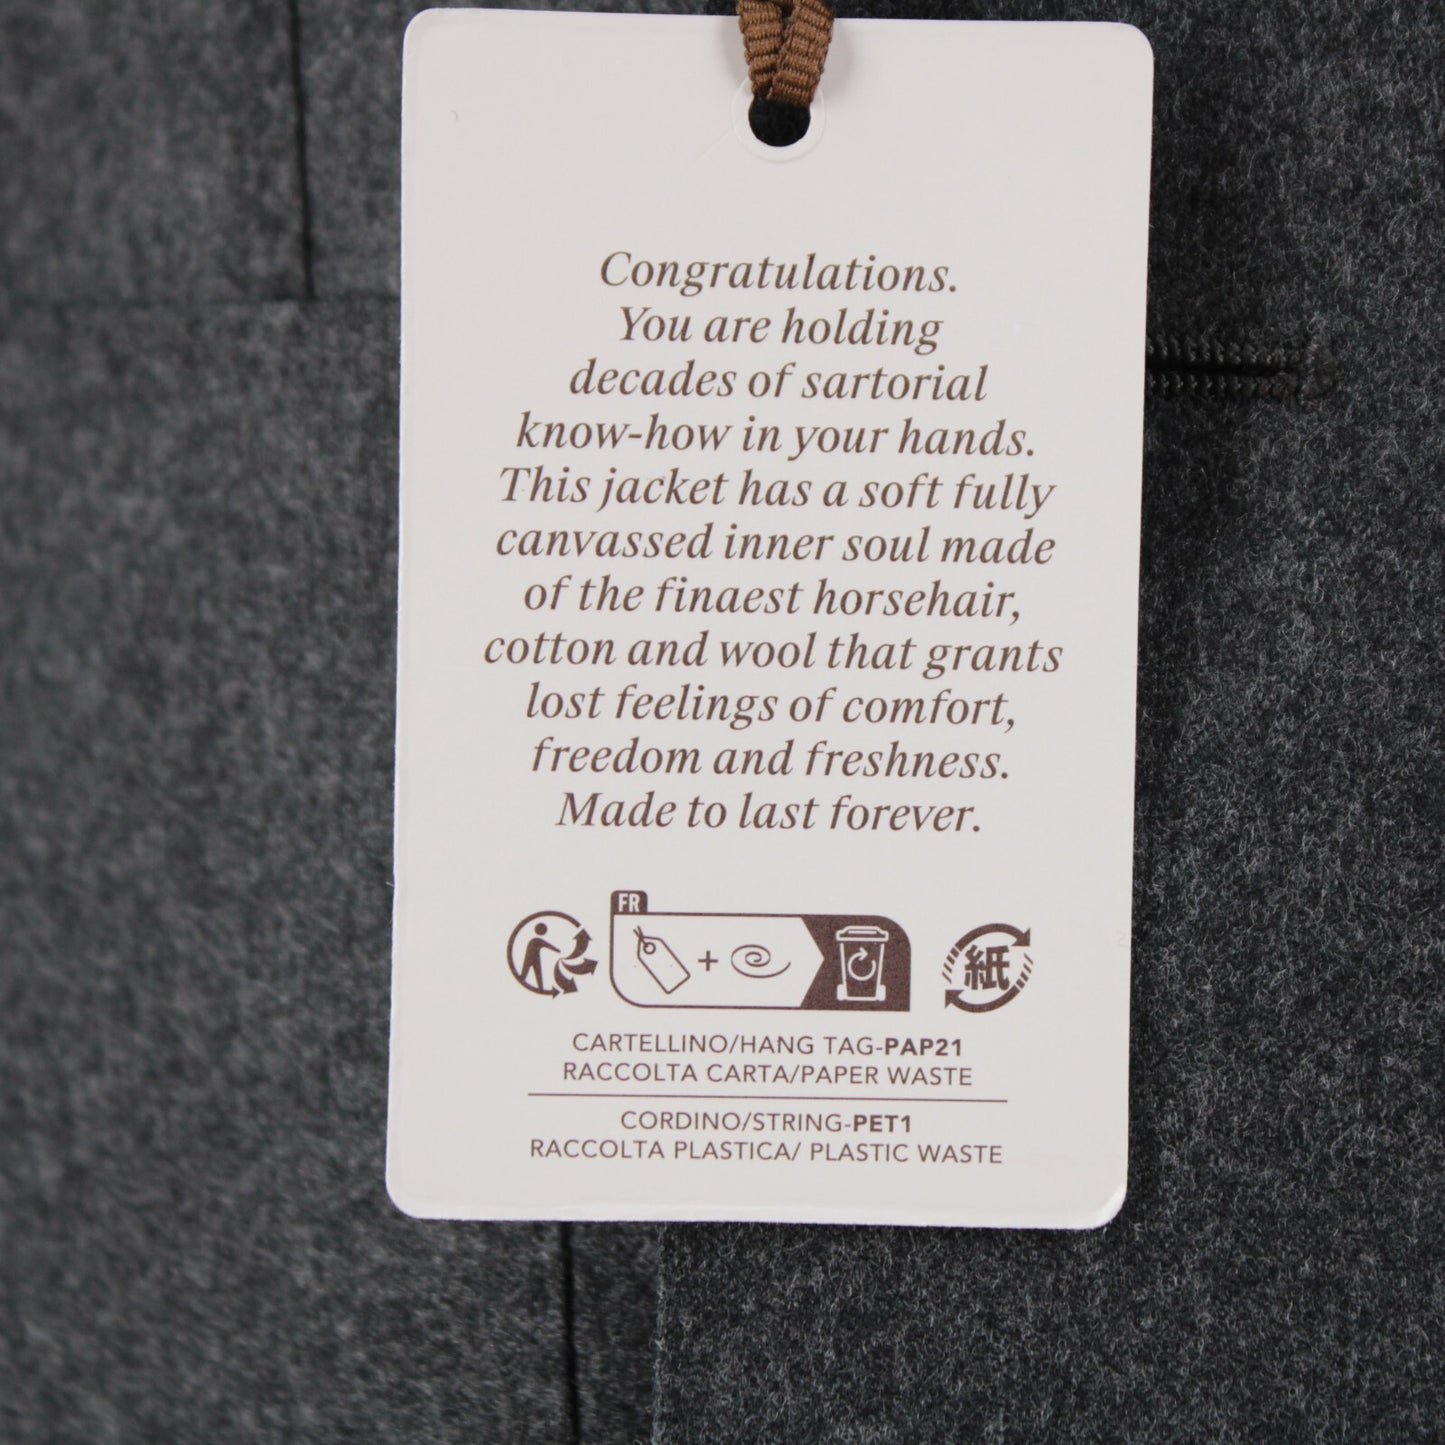 Congratulations.
You are holding
decades of sartorial
know-how in your hands.
This jacket has a soft fully
canvassed inner soul made
of the finaest horsehair,
cotton and wool that grants
lost feelings of comfort,
freedom and freshness.
Made to last forever.
FR
+
紙
CARTELLINO/HANG TAG-PAP21
RACCOLTA CARTA/PAPER WASTE
CORDINO/STRING-PET1
RACCOLTA PLASTICA/ PLASTIC WASTE